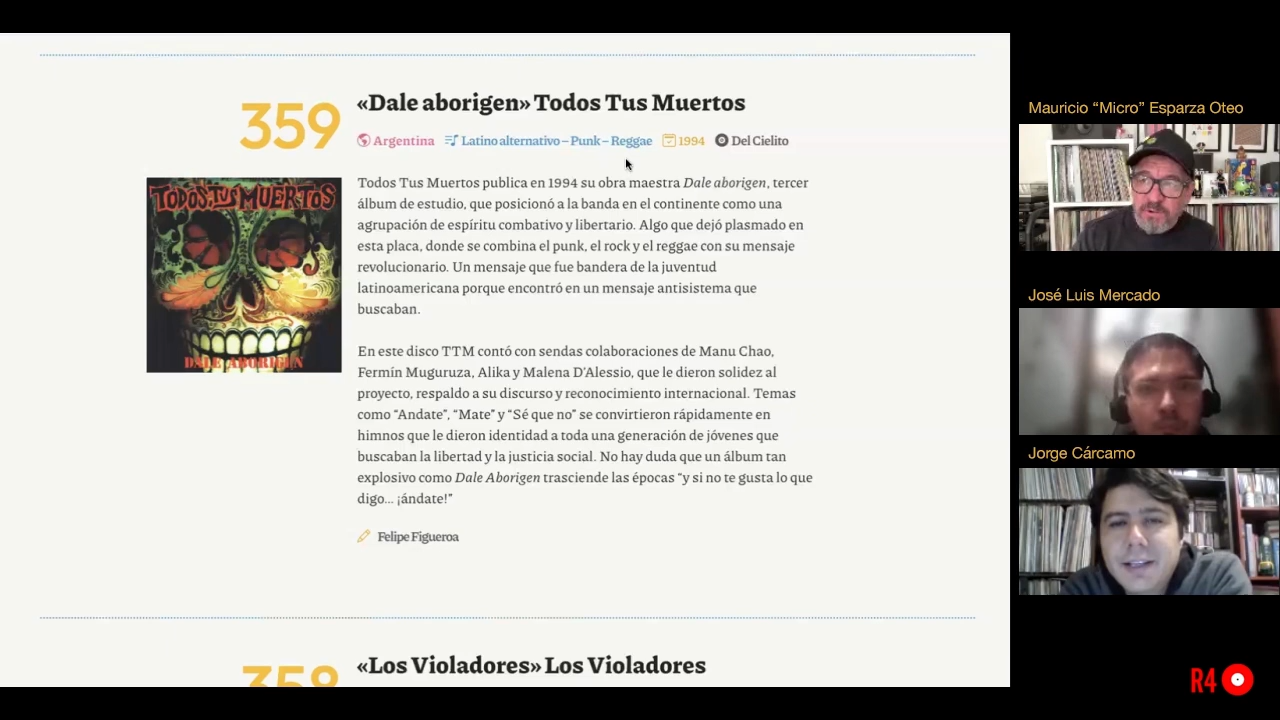 359
«Dale aborigen» Todos Tus Muertos
Argentina Latino alternativo – Punk – Reggae 1994 Del Cielito
TODOS TUS MUERTOS
DALE ABORIGEN
Todos Tus Muertos publica en 1994 su obra maestra Dale aborigen, tercer
álbum de estudio, que posicionó a la banda en el continente como una
agrupación de espíritu combativo y libertario. Algo que dejó plasmado en
esta placa, donde se combina el punk, el rock y el reggae con su mensaje
revolucionario. Un mensaje que fue bandera de la juventud
latinoamericana porque encontró en un mensaje antisistema que
buscaban.
En este disco TTM contó con sendas colaboraciones de Manu Chao,
Fermín Muguruza, Alika y Malena D'Alessio, que le dieron solidez al
proyecto, respaldo a su discurso y reconocimiento internacional. Temas
como “Andate”, “Mate” y “Sé que no” se convirtieron rápidamente en
himnos que le dieron identidad a toda una generación de jóvenes que
buscaban la libertad y la justicia social. No hay duda que un álbum tan
explosivo como Dale Aborigen trasciende las épocas “y si no te gusta lo que
digo... ¡ándate!”
Felipe Figueroa
358
«Los Violadores» Los Violadores
Mauricio “Micro” Esparza Oteo
José Luis Mercado
Jorge Cárcamo
R4